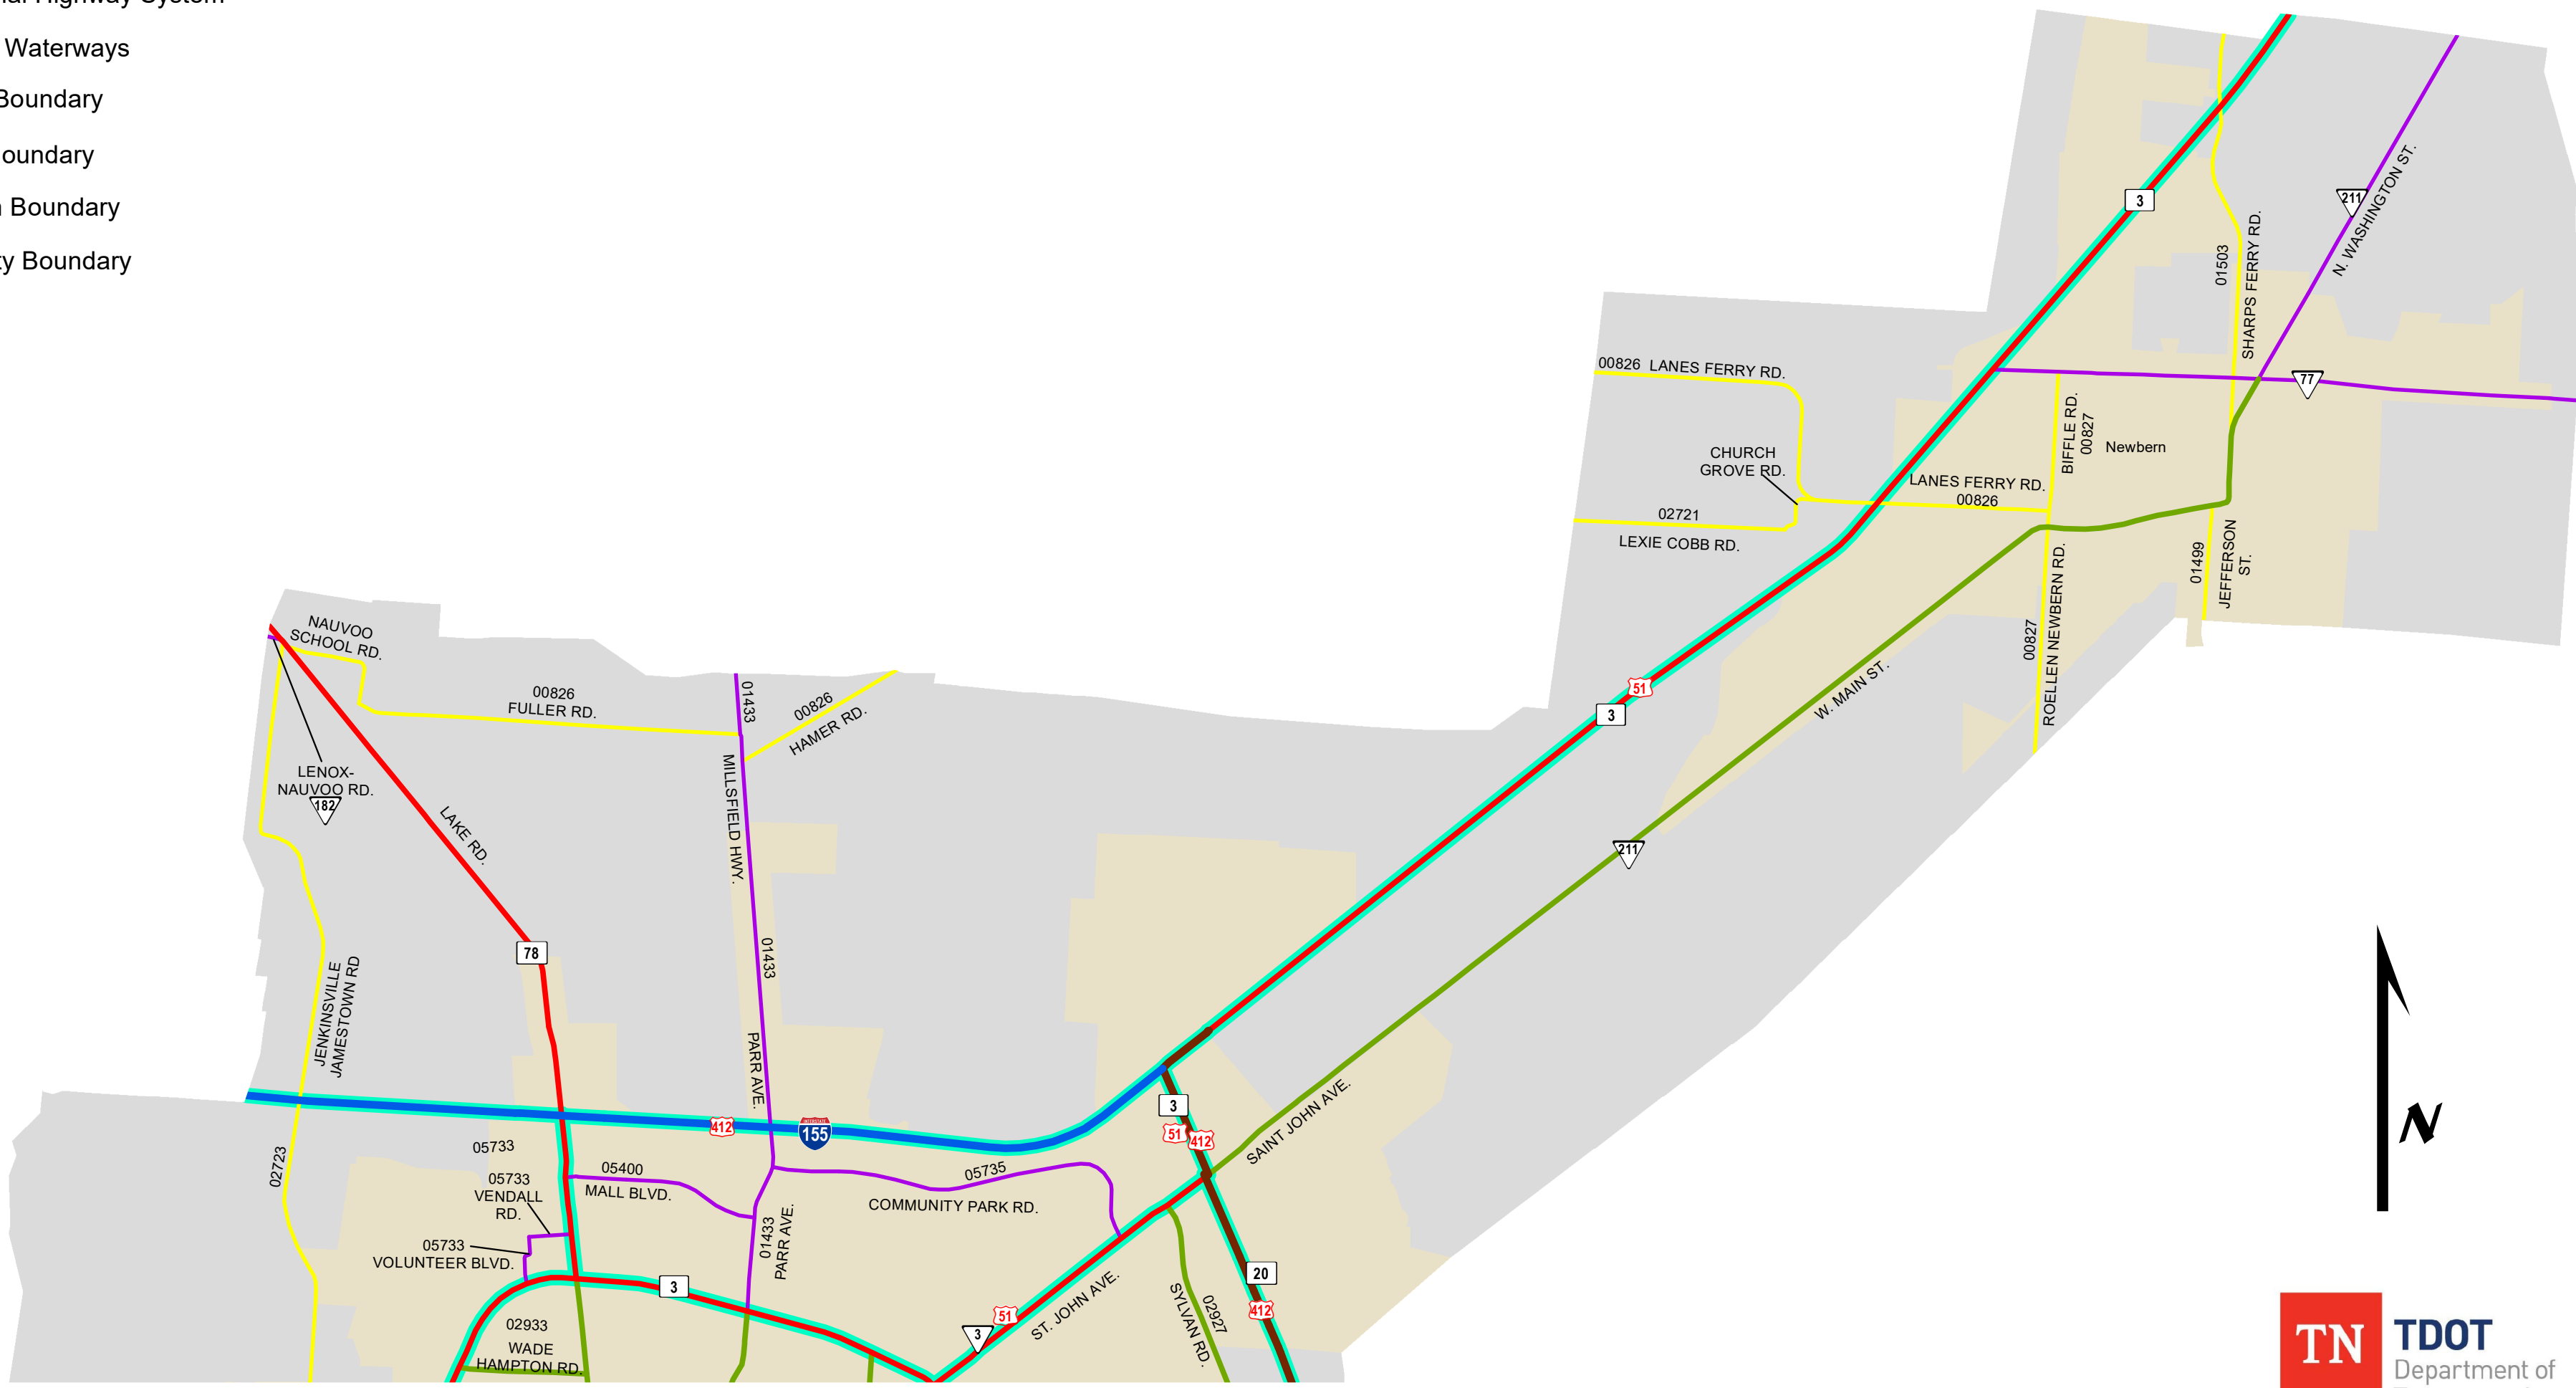 Waterways
Boundary
Boundary
3
211
N. WASHINGTON ST.
01503
SHARPS FERRY RD.
00826 LANES FERRY RD.
77
BIFFLE RD.
00827
Newbern
CHURCH
GROVE RD.
LANES FERRY RD.
00826
02721
LEXIE COBB RD.
01499
JEFFERSON
ST.
00827
ROELLEN NEWBERN RD.
NAUVOO
SCHOOL RD.
00826
FULLER RD.
01433
00826
HAMER RD.
51
3
W. MAIN ST.
MILLSFIELD HWY.
LENOX-
NAUVOO RD.
182
LAKE RD.
211
78
01433
JENKINSVILLE
JAMESTOWN RD
PARR AVE.
3
51
412
412
155
SAINT JOHN AVE.
02723
05733
05400
MALL BLVD.
05735
COMMUNITY PARK RD.
05733
VENDALL
RD.
01433
PARR AVE.
05733
VOLUNTEER BLVD.
3
20
412
51
3
ST. JOHN AVE.
SYLVAN RD.
02927
02933
WADE
HAMPTON RD.
N
TN
TDOT
Department of